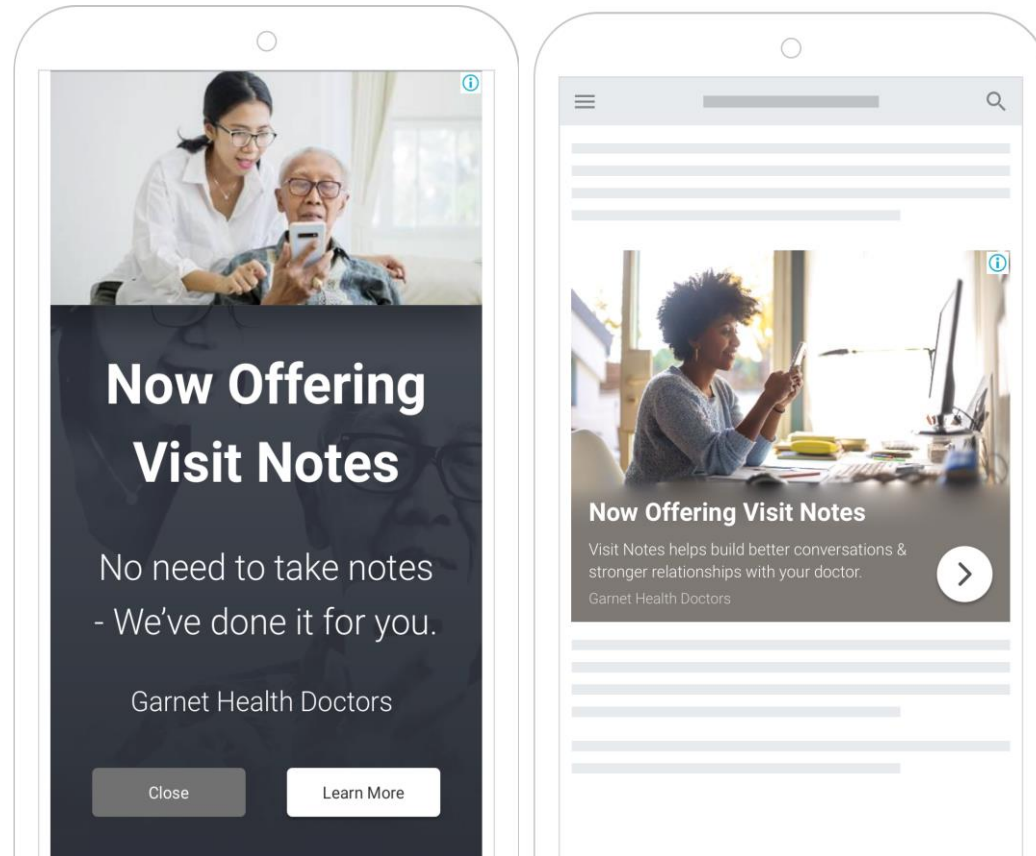 Now Offering
Visit Notes
No need to take notes
- We've done it for you.
Garnet Health Doctors
Close
Learn More
Now Offering Visit Notes
Visit Notes helps build better conversations &
stronger relationships with your doctor.
Garnet Health Doctors